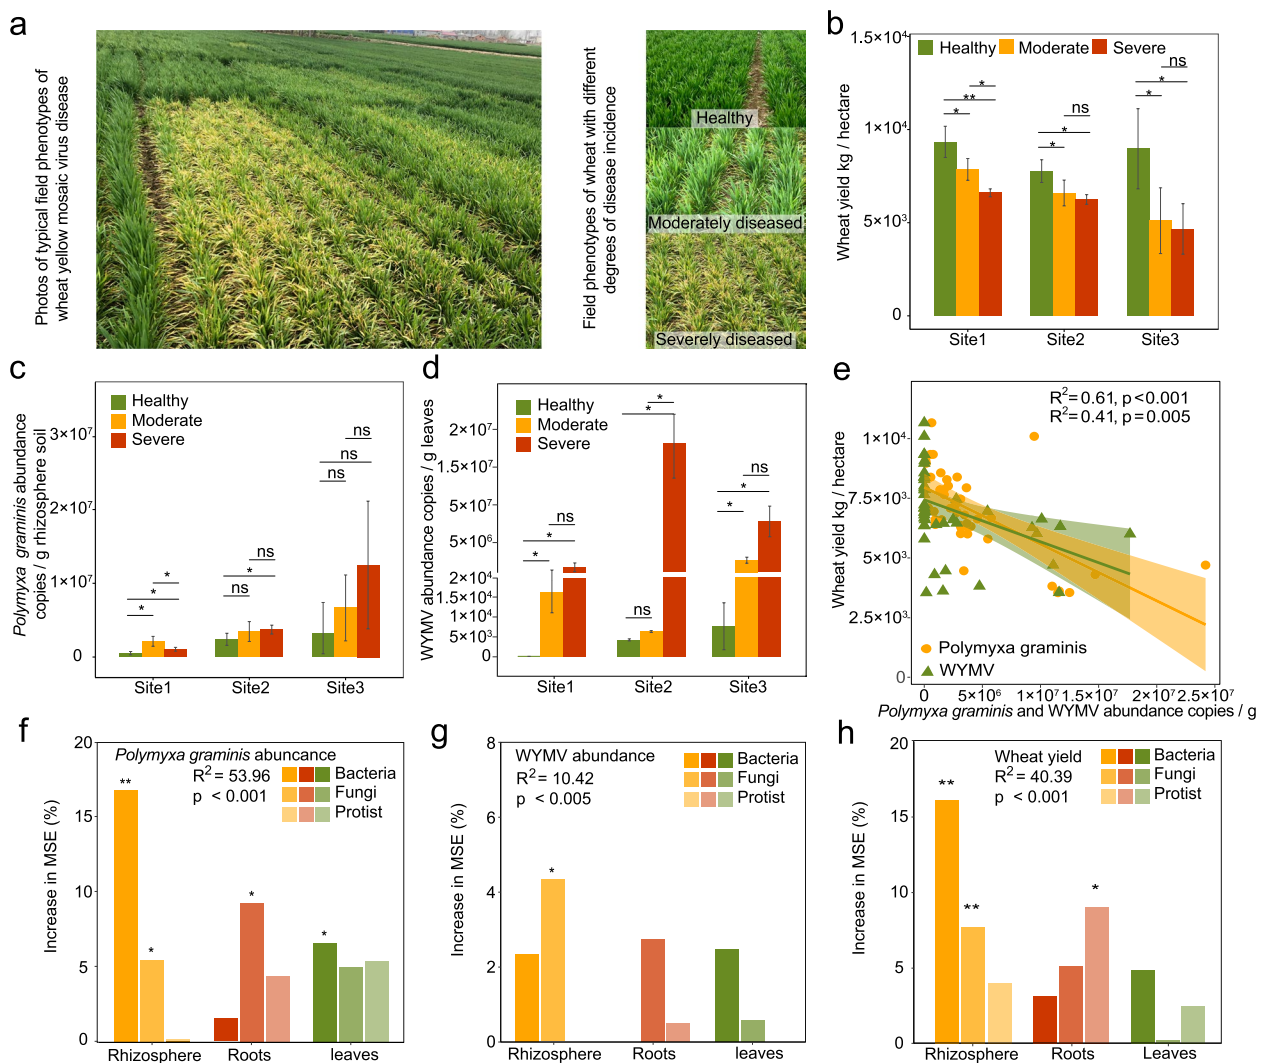 a
Photos of typical field phenotypes of
wheat yellow mosaic virus disease
Field phenotypes of wheat with different
degrees of disease incidence
Healthy
Moderately diseased
Severely diseased
b
Wheat yield kg / hectare
1.5×10⁴
1×10⁴
5×10³
0
Healthy Moderate Severe
* ** *
* * ns
* * ns
Site1 Site2 Site3
c
Polymyxa graminis abundance
copies / g rhizosphere soil
3×10⁷
1×10⁷
0
Healthy
Moderate
Severe
* * *
ns * ns
ns ns ns
Site1 Site2 Site3
d
WYMV abundance copies / g leaves
2×10⁷
1.5×10⁷
5×10⁷
5×10⁶
2×10⁴
1×10⁴
5×10³
0
Healthy
Moderate
Severe
* * ns
ns * *
* * ns
Site1 Site2 Site3
e
Wheat yield kg / hectare
1×10⁴
7.5×10³
5×10³
2.5×10³
0
R²= 0.61, p<0.001
R²= 0.41, p=0.005
Polymyxa graminis
WYMV
0 5×10⁶ 1×10⁷ 1.5×10⁷ 2×10⁷ 2.5×10⁷
Polymyxa graminis and WYMV abundance copies / g
f
Increase in MSE (%)
20
15
10
5
0
Polymyxa graminis abuncance
R²= 53.96
p < 0.001
Bacteria
Fungi
Protist
** * * *
Rhizosphere Roots leaves
g
Increase in MSE (%)
8
6
4
2
0
WYMV abundance
R²= 10.42
p < 0.005
Bacteria
Fungi
Protist
*
Rhizosphere Roots leaves
h
Increase in MSE (%)
20
15
10
5
0
Wheat yield
R²= 40.39
p < 0.001
Bacteria
Fungi
Protist
** ** *
Rhizosphere Roots Leaves